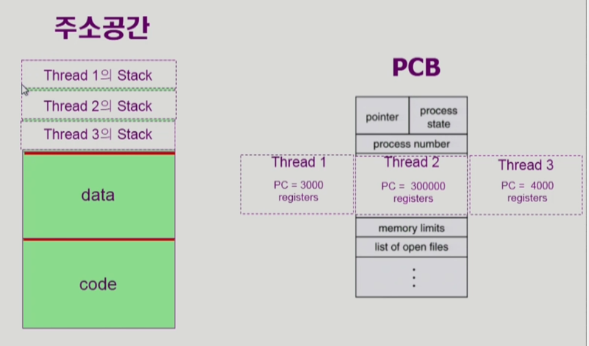 주소공간
Thread 1의 Stack
Thread 2의 Stack
Thread 3의 Stack
data
code
PCB
pointer
process
state
process number
Thread 1
PC = 3000
registers
Thread 2
PC = 300000
registers
Thread 3
PC = 4000
registers
memory limits
list of open files